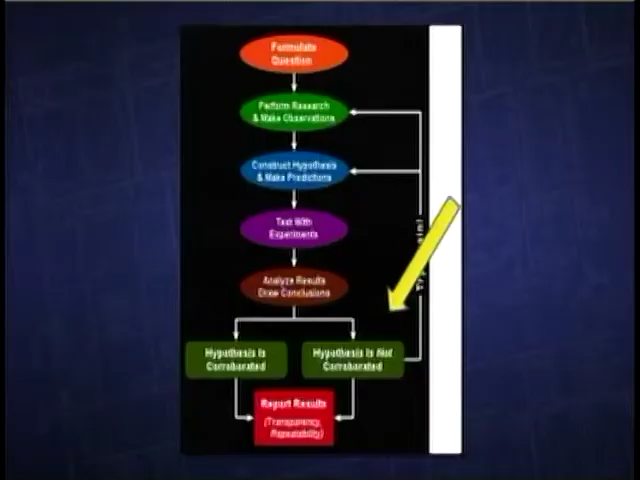 Formulate
Question
Perform Research
& Make Observations
Construct Hypothesis
& Make Predictions
Test With
Experiments
Analyze Results
Draw Conclusions
Hypothesis Is
Corroborated
Hypothesis Is Not
Corroborated
Report Results
(Transparency,
Repeatability)